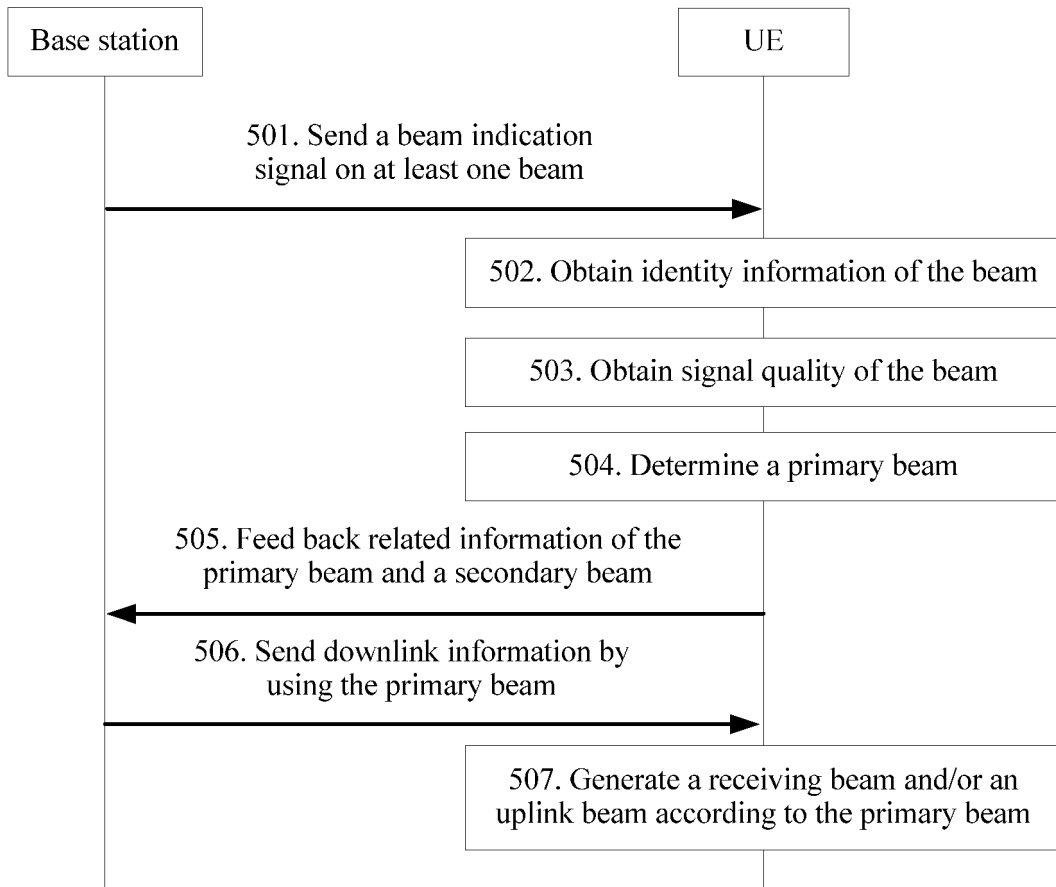 Base station
UE
501. Send a beam indication
signal on at least one beam
502. Obtain identity information of the beam
503. Obtain signal quality of the beam
504. Determine a primary beam
505. Feed back related information of the
primary beam and a secondary beam
506. Send downlink information by
using the primary beam
507. Generate a receiving beam and/or an
uplink beam according to the primary beam